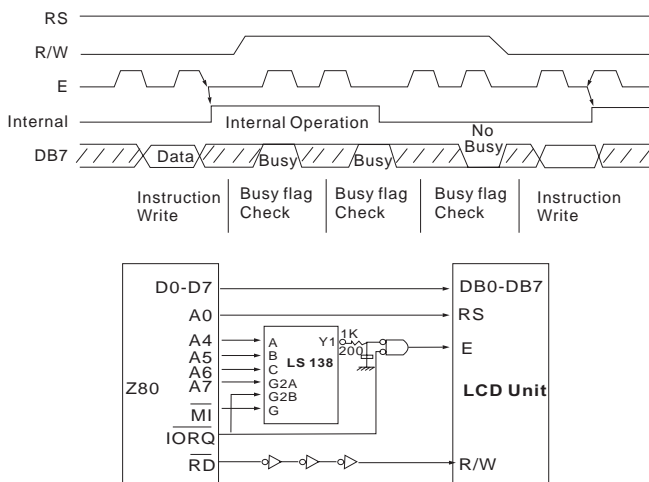 RS
R/W
E
Internal Internal Operation
No
DB7 Data Busy Busy Busy
Instruction Busy flag Busy flag Busy flag Instruction
Write Check Check Check Write
D0-D7 DB0-DB7
A0 RS
A4 A Y1 1K
A5 B 200 E
A6 C LS 138
A7 G2A
Z80 G2B LCD Unit
MI G
IORQ
RD R/W